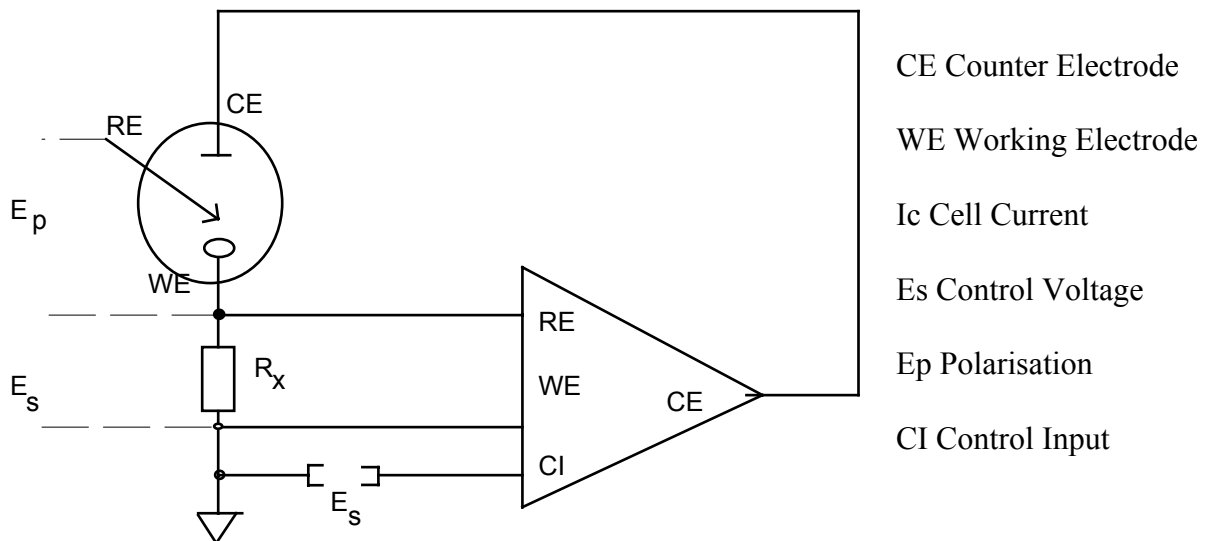 CE
RE
E p
WE
E s
R x
RE
WE
CE
CI
E s
CE Counter Electrode
WE Working Electrode
Ic Cell Current
Es Control Voltage
Ep Polarisation
CI Control Input